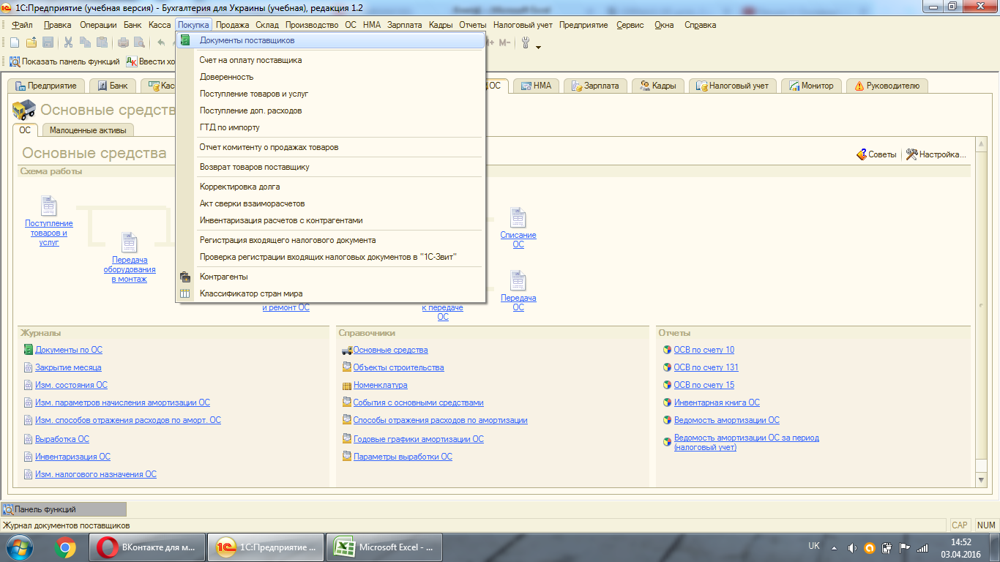 1С:Предприятие (учебная версия) - Бухгалтерия для Украины (учебная), редакция 1.2
Файл Правка Операции Банк Касса Покупка Продажа Склад Производство ОС НМА Зарплата Кадры Отчеты Налоговый учет Предприятие Сервис Окна Справка
M+ M-
Показать панель функций Ввести хо
Документы поставщиков
Счет на оплату поставщика
Доверенность
Поступление товаров и услуг
Поступление доп. расходов
ГТД по импорту
Отчет комитенту о продажах товаров
Возврат товаров поставщику
Корректировка долга
Акт сверки взаиморасчетов
Инвентаризация расчетов с контрагентами
Регистрация входящего налогового документа
Проверка регистрации входящих налоговых документов в "1С-Звит"
Контрагенты
Классификатор стран мира
Предприятие Банк Кас ОС НМА Зарплата Кадры Налоговый учет Монитор Руководителю
Основные средств
ОС Малоценные активы
Основные средства
Советы Настройка...
Схема работы
Поступление
товаров и
услуг
Передача
оборудования
в монтаж
и ремонт ОС
к передаче
ОС
Списание
ОС
Передача
ОС
Журналы
Документы по ОС
Закрытие месяца
Изм. состояния ОС
Изм. параметров начисления амортизации ОС
Изм. способов отражения расходов по аморт. ОС
Выработка ОС
Инвентаризация ОС
Изм. налогового назначения ОС
Справочники
Основные средства
Объекты строительства
Номенклатура
События с основными средствами
Способы отражения расходов по амортизации
Годовые графики амортизации ОС
Параметры выработки ОС
Отчеты
ОСВ по счету 10
ОСВ по счету 131
ОСВ по счету 15
Инвентарная книга ОС
Ведомость амортизации ОС
Ведомость амортизации ОС за период
(налоговый учет)
Панель функций
Журнал документов поставщиков
CAP NUM
ВКонтакте для м... 1С:Предприятие ... Microsoft Excel - ...
UK
14:52
03.04.2016